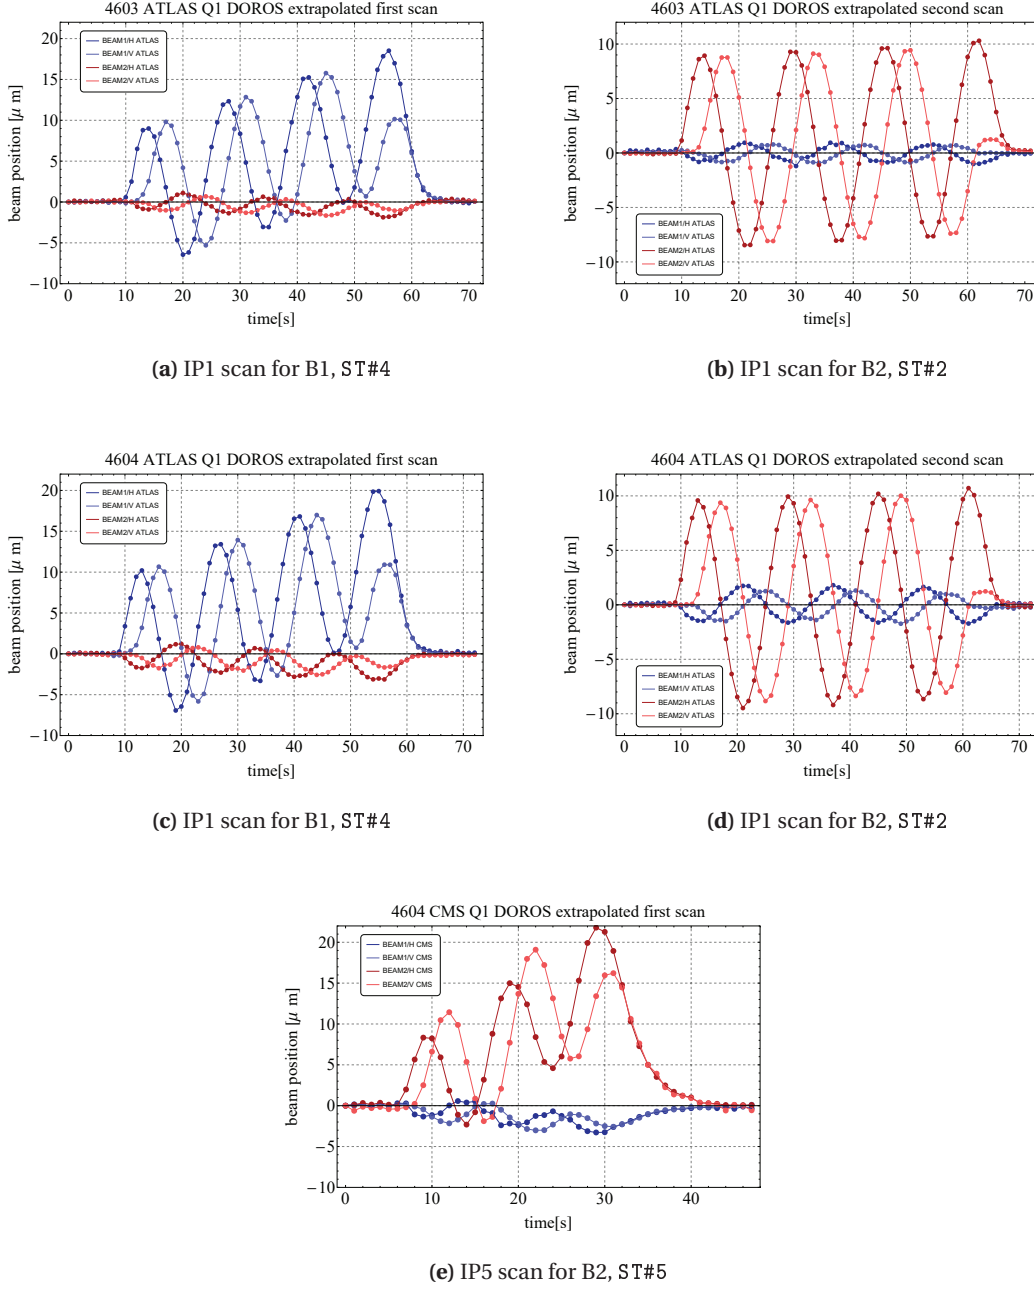 4603 ATLAS Q1 DOROS extrapolated first scan
beam position [μ m]
20
15
10
5
0
−5
−10
BEAM1/H ATLAS
BEAM1/V ATLAS
BEAM2/H ATLAS
BEAM2/V ATLAS
0 10 20 30 40 50 60 70
time[s]
(a) IP1 scan for B1, ST#4
4603 ATLAS Q1 DOROS extrapolated second scan
beam position [μ m]
10
5
0
−5
−10
BEAM1/H ATLAS
BEAM1/V ATLAS
BEAM2/H ATLAS
BEAM2/V ATLAS
0 10 20 30 40 50 60 70
time[s]
(b) IP1 scan for B2, ST#2
4604 ATLAS Q1 DOROS extrapolated first scan
beam position [μ m]
20
15
10
5
0
−5
−10
BEAM1/H ATLAS
BEAM1/V ATLAS
BEAM2/H ATLAS
BEAM2/V ATLAS
0 10 20 30 40 50 60 70
time[s]
(c) IP1 scan for B1, ST#4
4604 ATLAS Q1 DOROS extrapolated second scan
beam position [μ m]
10
5
0
−5
−10
BEAM1/H ATLAS
BEAM1/V ATLAS
BEAM2/H ATLAS
BEAM2/V ATLAS
0 10 20 30 40 50 60 70
time[s]
(d) IP1 scan for B2, ST#2
4604 CMS Q1 DOROS extrapolated first scan
beam position [μ m]
20
15
10
5
0
−5
−10
BEAM1/H CMS
BEAM1/V CMS
BEAM2/H CMS
BEAM2/V CMS
0 10 20 30 40
time[s]
(e) IP5 scan for B2, ST#5